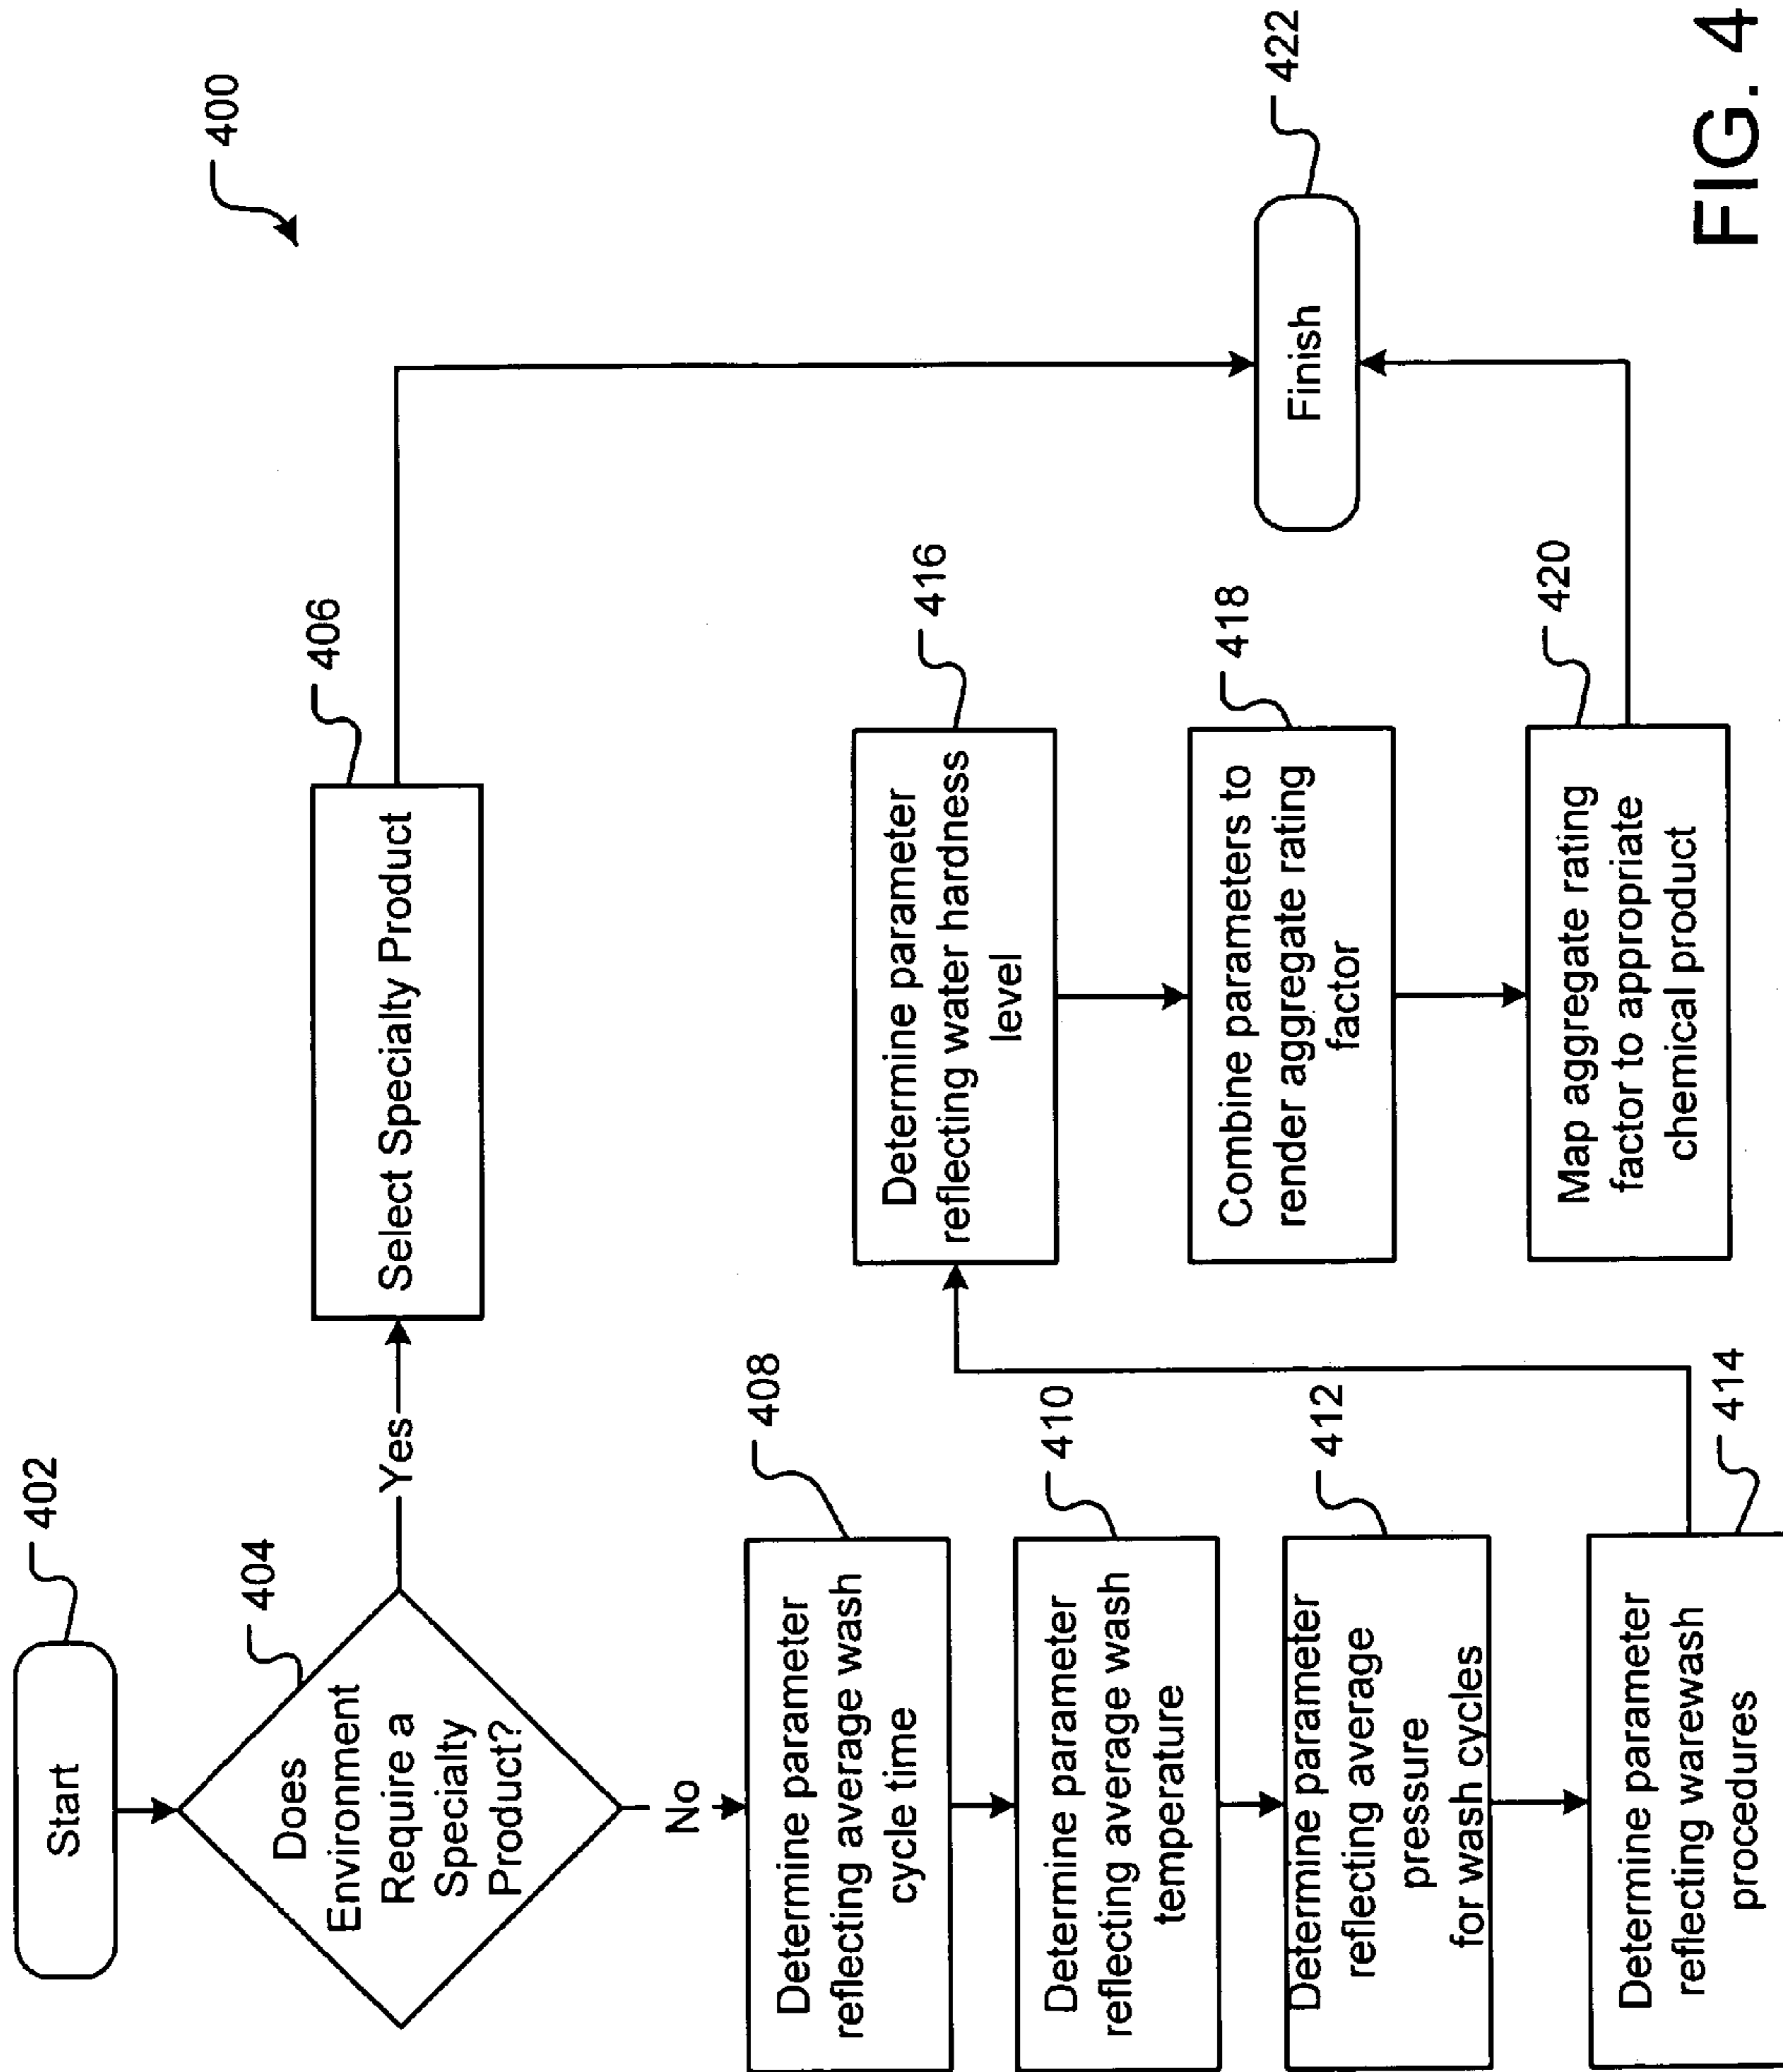 Start
402
Does
Environment
Require a
Specialty
Product?
404
Yes
Select Specialty Product
406
400
No
Determine parameter
reflecting average wash
cycle time
408
Determine parameter
reflecting average wash
temperature
410
Determine parameter
reflecting average
pressure
for wash cycles
412
Determine parameter
reflecting warewash
procedures
414
Determine parameter
reflecting water hardness
level
416
Combine parameters to
render aggregate rating
factor
418
Map aggregate rating
factor to appropriate
chemical product
420
Finish
422
FIG. 4